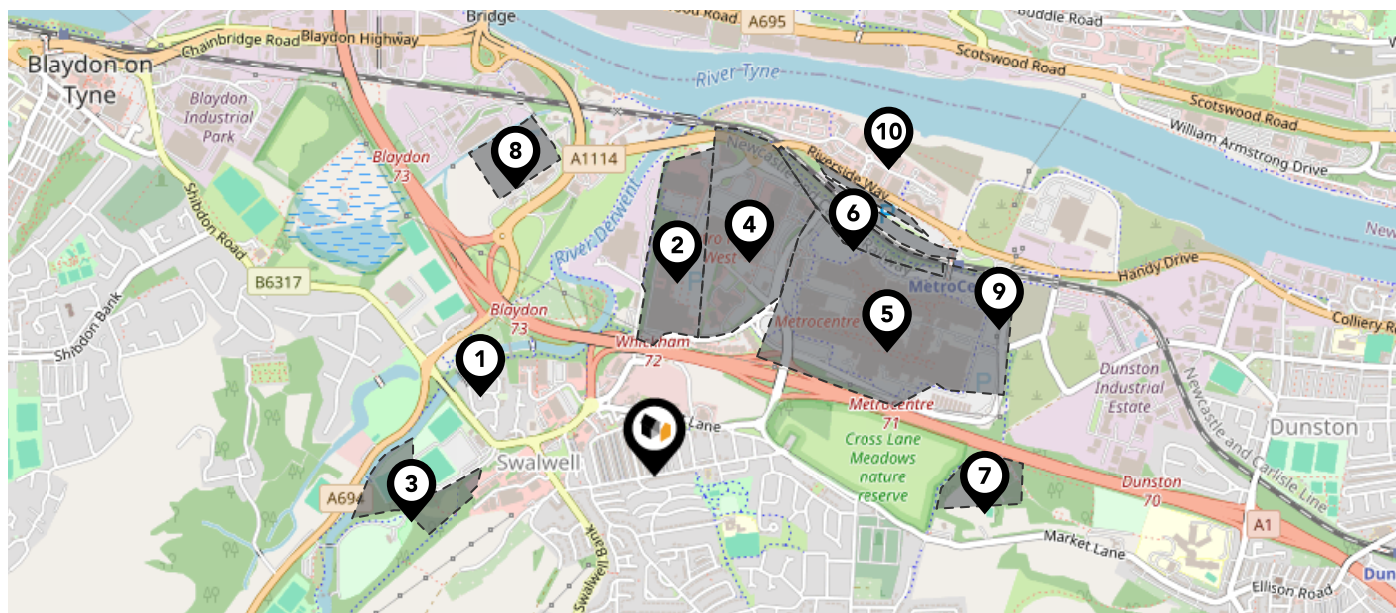 Bridge
A695
Road
Buddle Road
Chainbridge Road
Blaydon Highway
Blaydon on
Tyne
Scotswood Road
River Tyne
Scotswood Road
Blaydon
Industrial
Park
William Armstrong Drive
10
8
A1114
Blaydon
73
Newcastle
Riverside Way
Shibdon Road
River Derwent
6
4
2
B6317
West
Handy Drive
MetroCe
9
5
Metrocentre
Blaydon
73
Colliery R
Shibdon Bank
Whickham
72
1
P
Dunston
Industrial
Estate
Newcastle and Carlisle Line
Metrocentre
71
Lane
Cross Lane
Meadows
nature
reserve
Dunston
Swalwell
3
A694
7
Dunston
70
A1
Market Lane
Swalwell Bank
Ellison Road
Dun